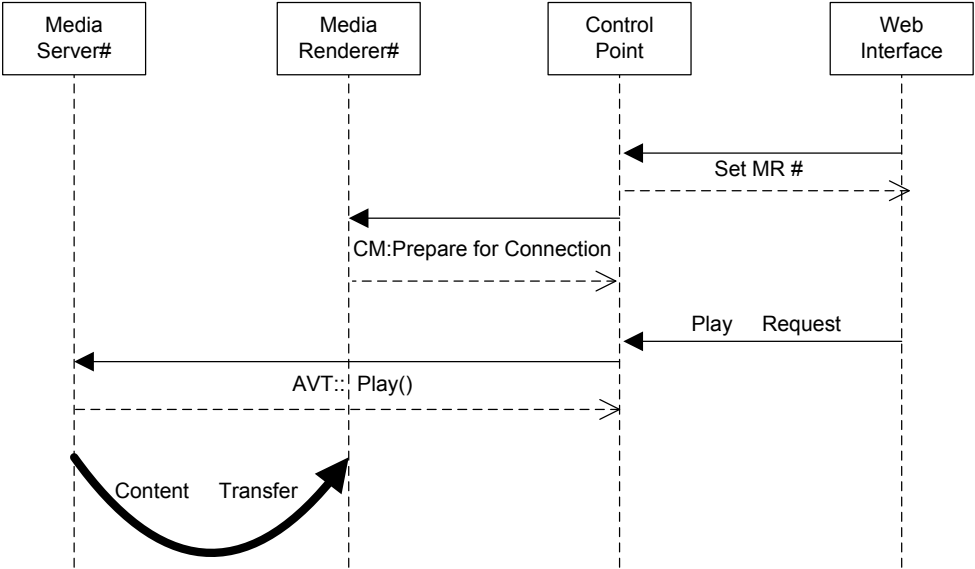 Media
Server#
Media
Renderer#
Control
Point
Web
Interface
Set MR #
CM:Prepare for Connection
Play Request
AVT:: Play()
Content Transfer